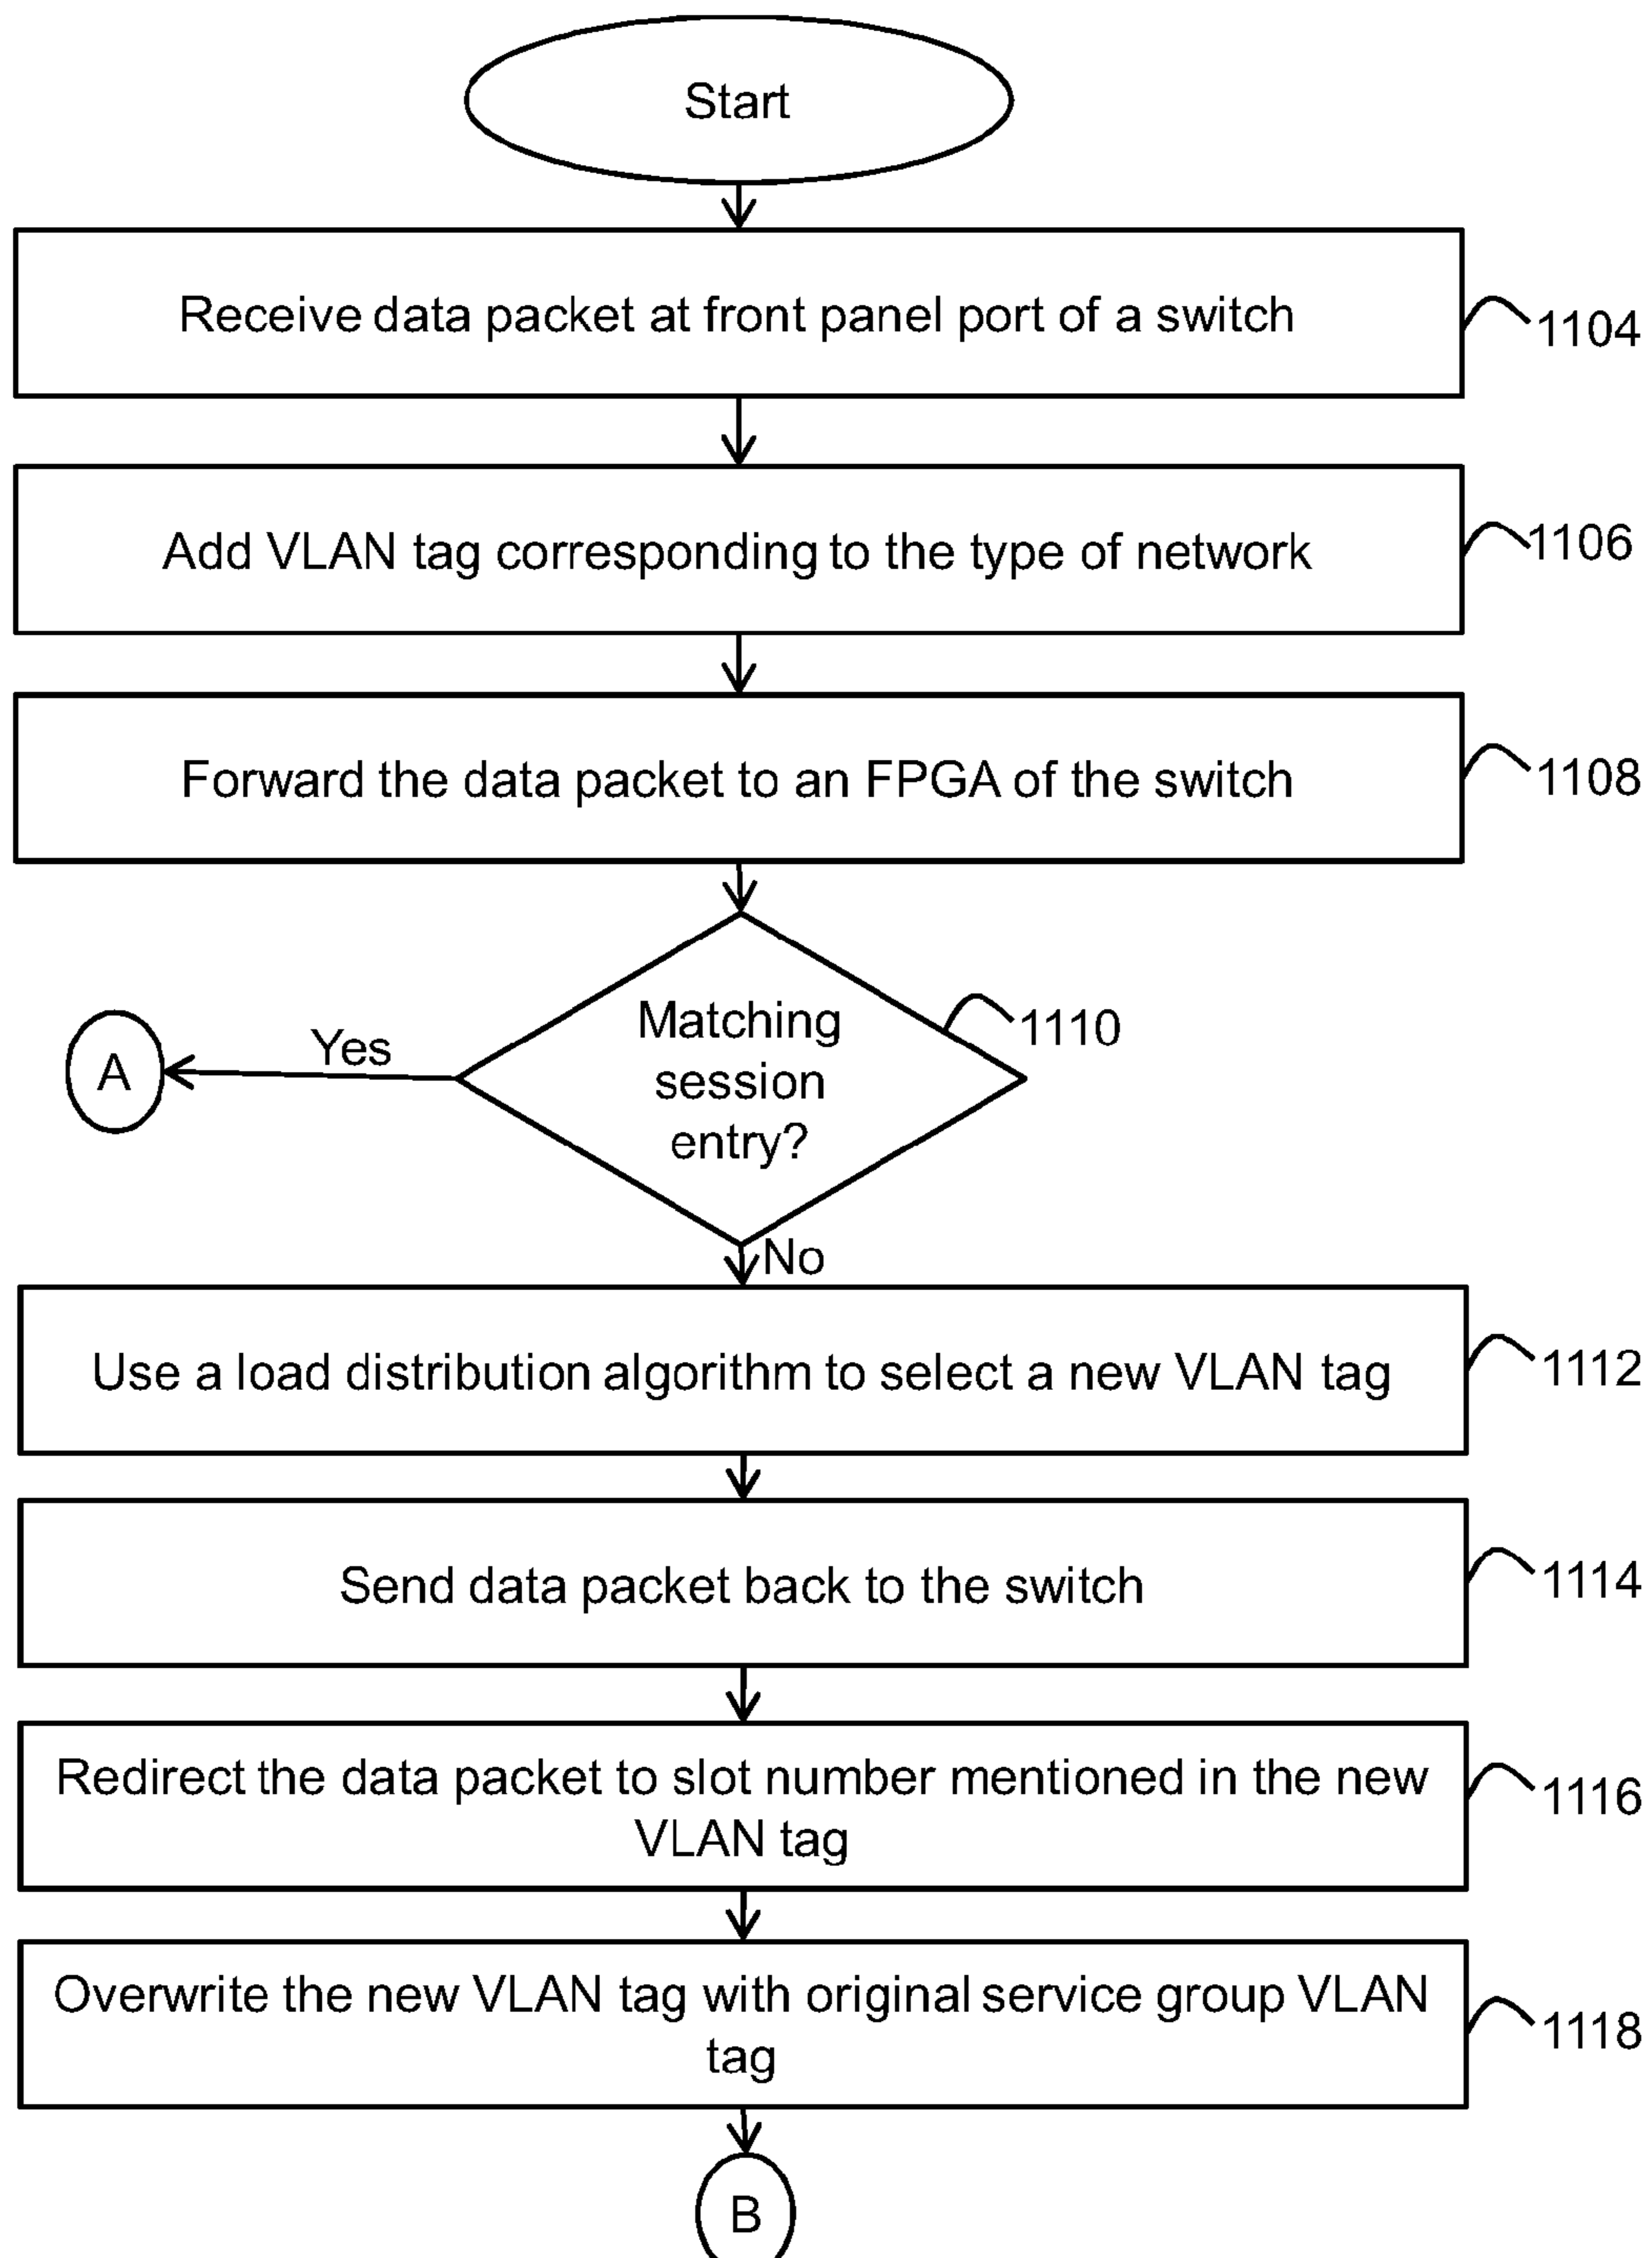 Start
Receive data packet at front panel port of a switch
1104
Add VLAN tag corresponding to the type of network
1106
Forward the data packet to an FPGA of the switch
1108
Matching
session
entry?
1110
Yes
A
No
Use a load distribution algorithm to select a new VLAN tag
1112
Send data packet back to the switch
1114
Redirect the data packet to slot number mentioned in the new
VLAN tag
1116
Overwrite the new VLAN tag with original service group VLAN
tag
1118
B